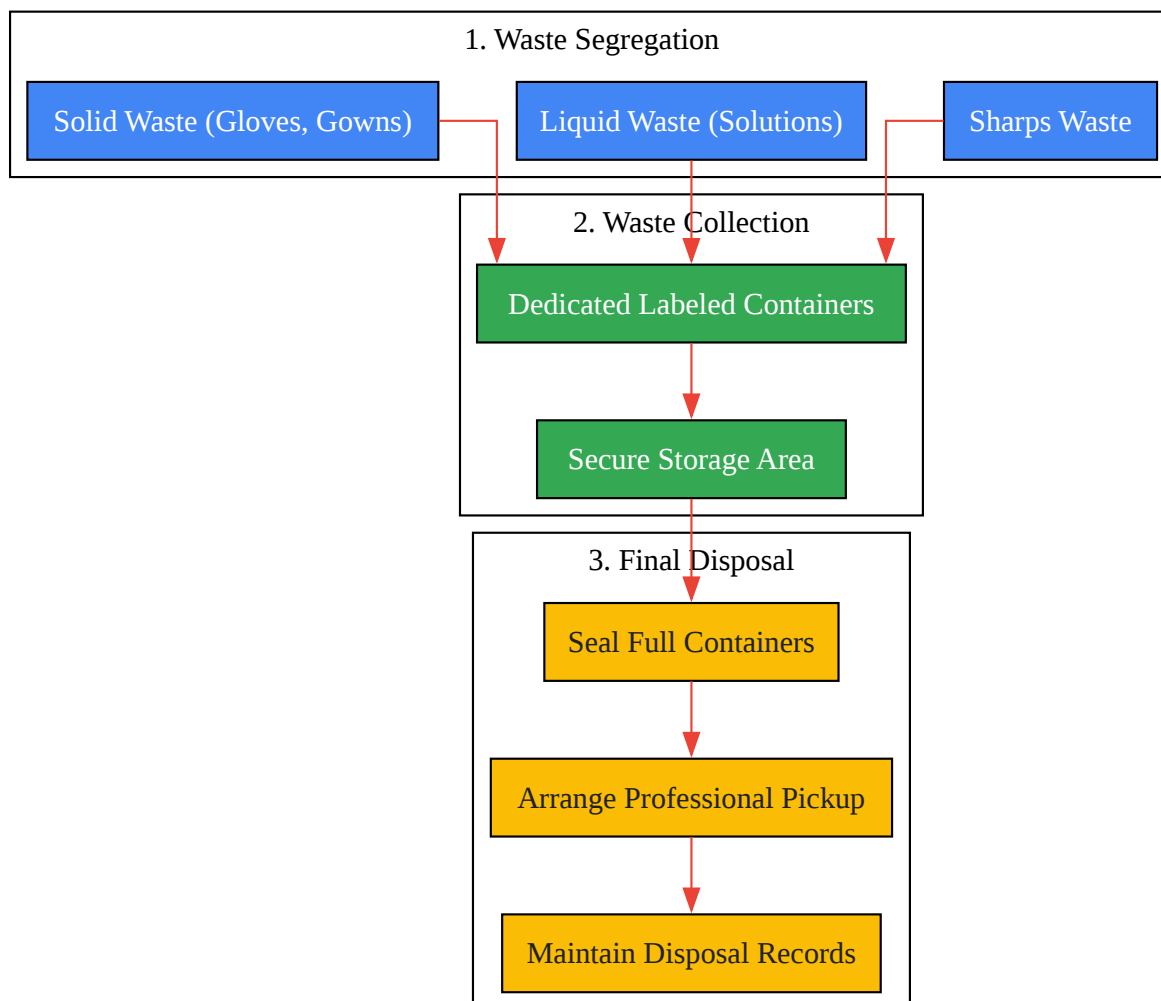 1. Waste Segregation
Solid Waste (Gloves, Gowns)
Liquid Waste (Solutions)
Sharps Waste
2. Waste Collection
Dedicated Labeled Containers
Secure Storage Area
3. Final Disposal
Seal Full Containers
Arrange Professional Pickup
Maintain Disposal Records